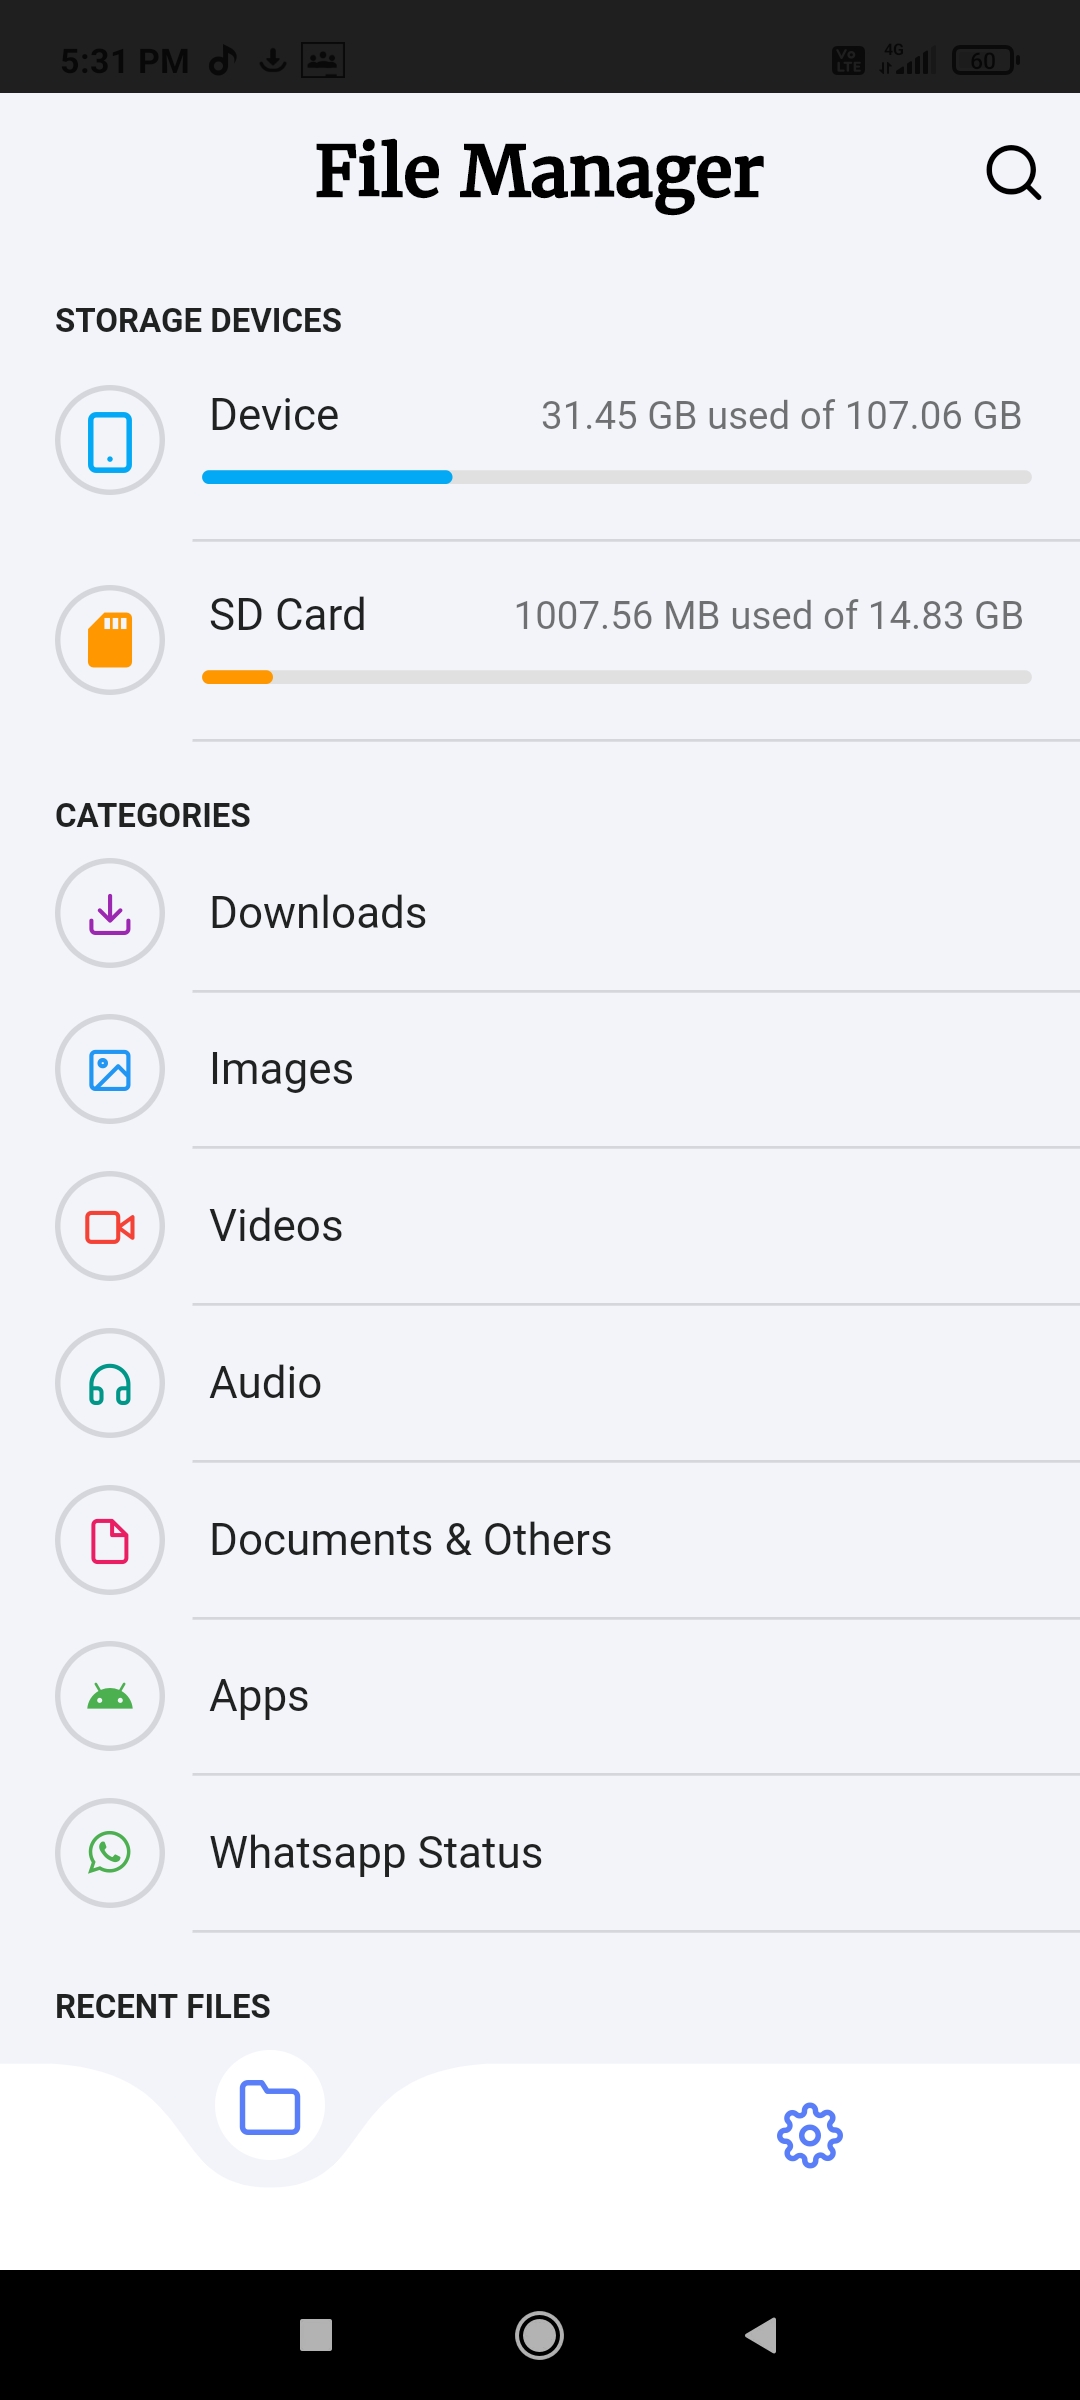 5:31 PM
Vo LTE 4G 60
File Manager
STORAGE DEVICES
Device 31.45 GB used of 107.06 GB
SD Card 1007.56 MB used of 14.83 GB
CATEGORIES
Downloads
Images
Videos
Audio
Documents & Others
Apps
Whatsapp Status
RECENT FILES